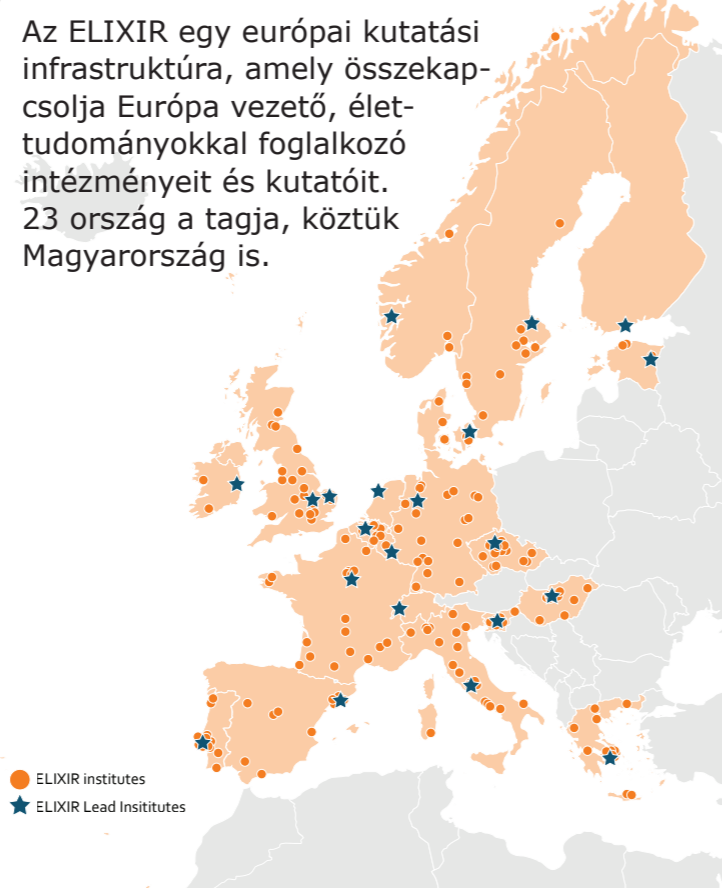 Az ELIXIR egy európai kutatási
infrastruktúra, amely összekap-
csolja Európa vezető, élet-
tudományokkal foglalkozó
intézményeit és kutatóit.
23 ország a tagja, köztük
Magyarország is.
ELIXIR institutes
ELIXIR Lead Insititutes